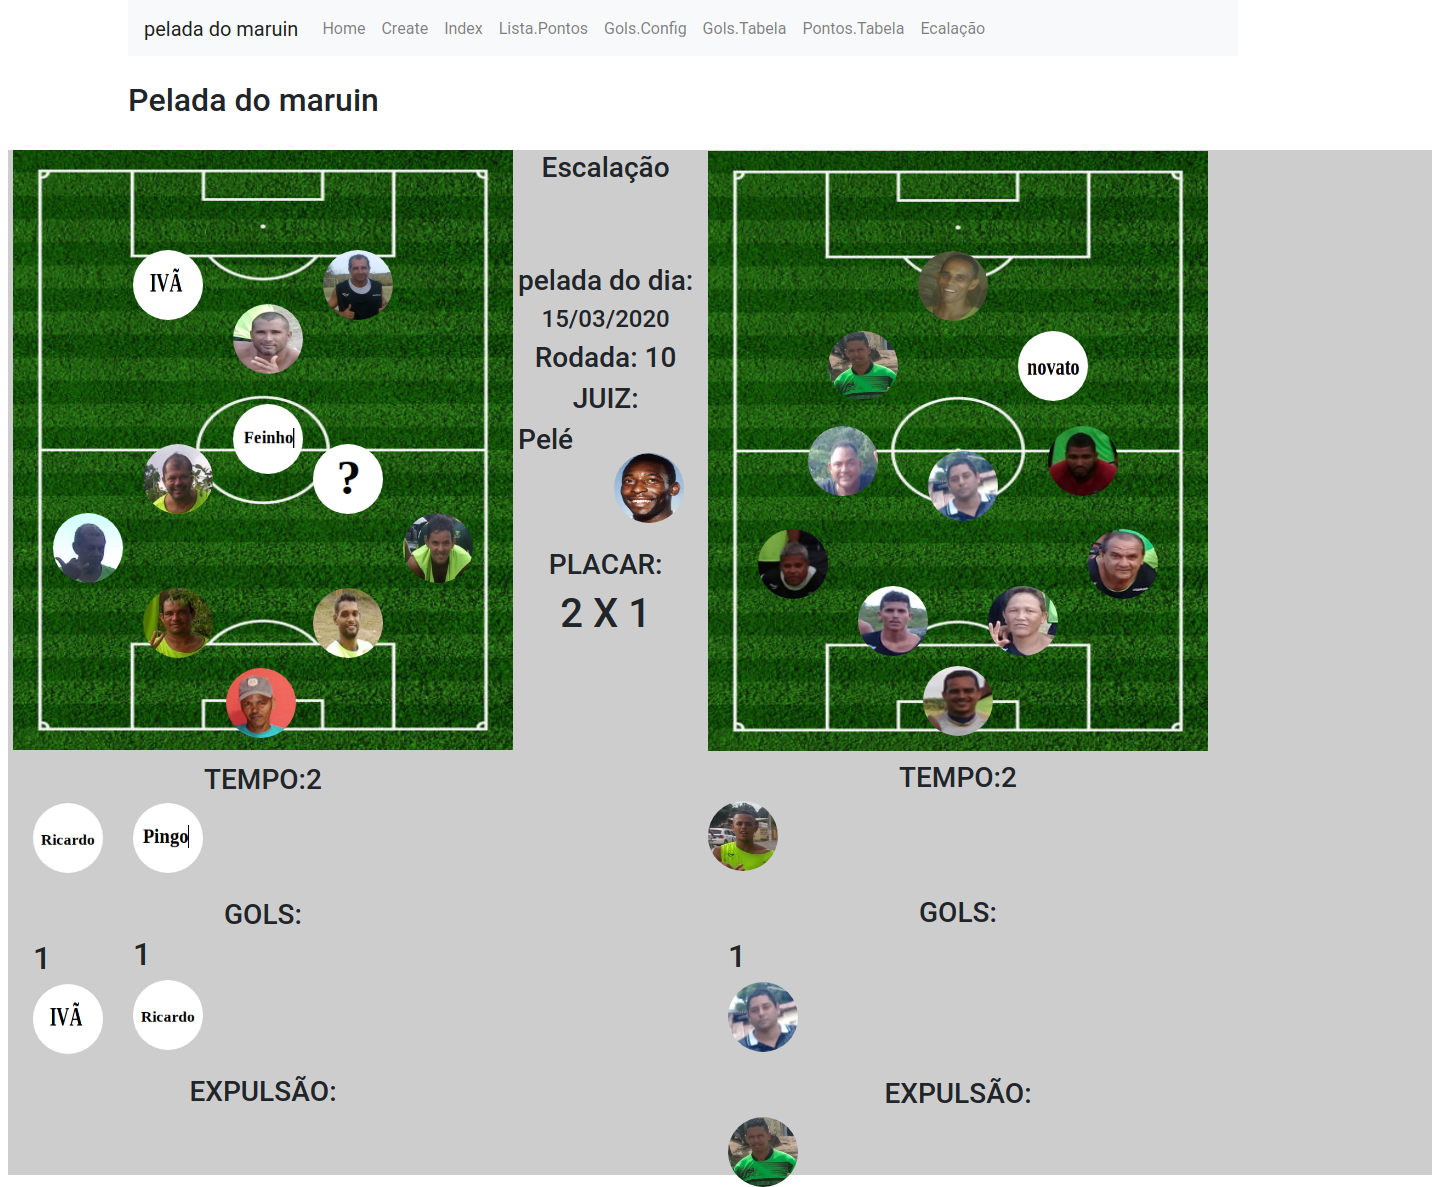 pelada do maruin Home Create Index Lista.Pontos Gols.Config Gols.Tabela Pontos.Tabela Ecalação
Pelada do maruin
Escalação
IVÃ
Feinho
?
pelada do dia:
15/03/2020
Rodada: 10
JUIZ:
Pelé
PLACAR:
2 X 1
novato
TEMPO:2
Ricardo Pingo
GOLS:
1 1
IVÃ Ricardo
EXPULSÃO:
TEMPO:2
GOLS:
1
EXPULSÃO: